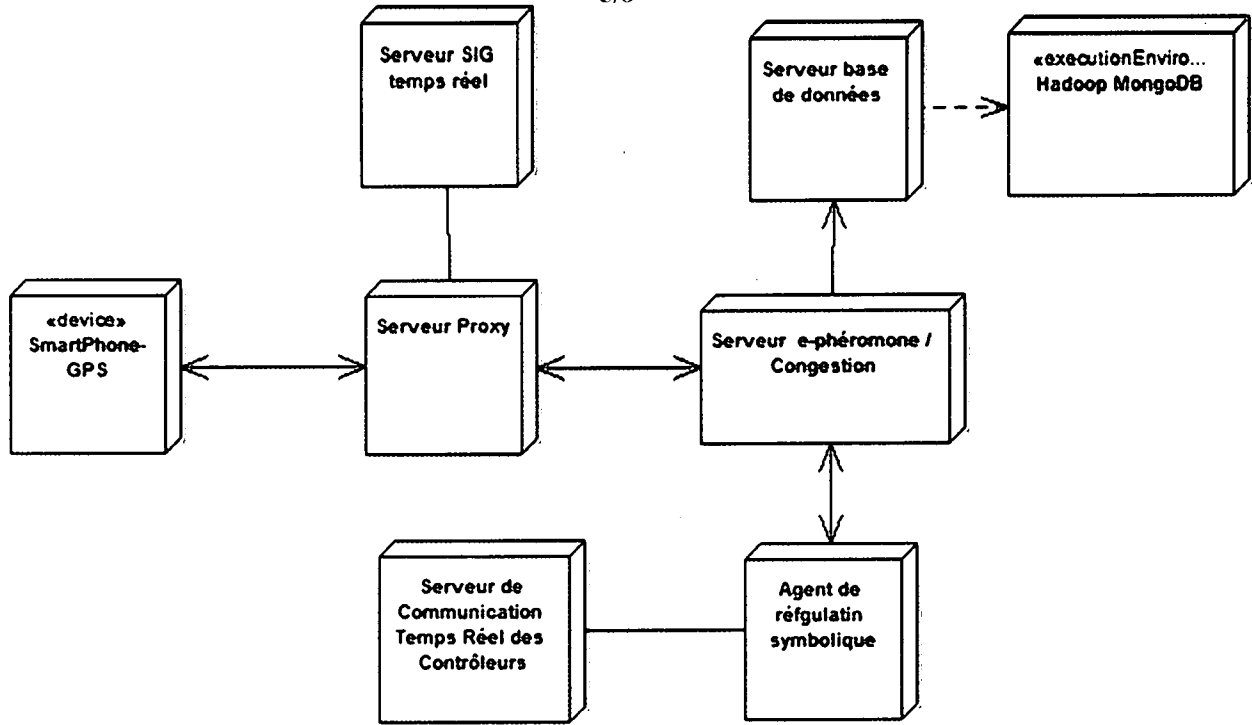 Serveur SIG
temps réel
Serveur base
de données
«executionEnviro...
Hadoop MongoDB
«device»
SmartPhone-
GPS
Serveur Proxy
Serveur e-phéromone /
Congestion
Serveur de
Communication
Temps Réel des
Contrôleurs
Agent de
réfgulatin
symbolique